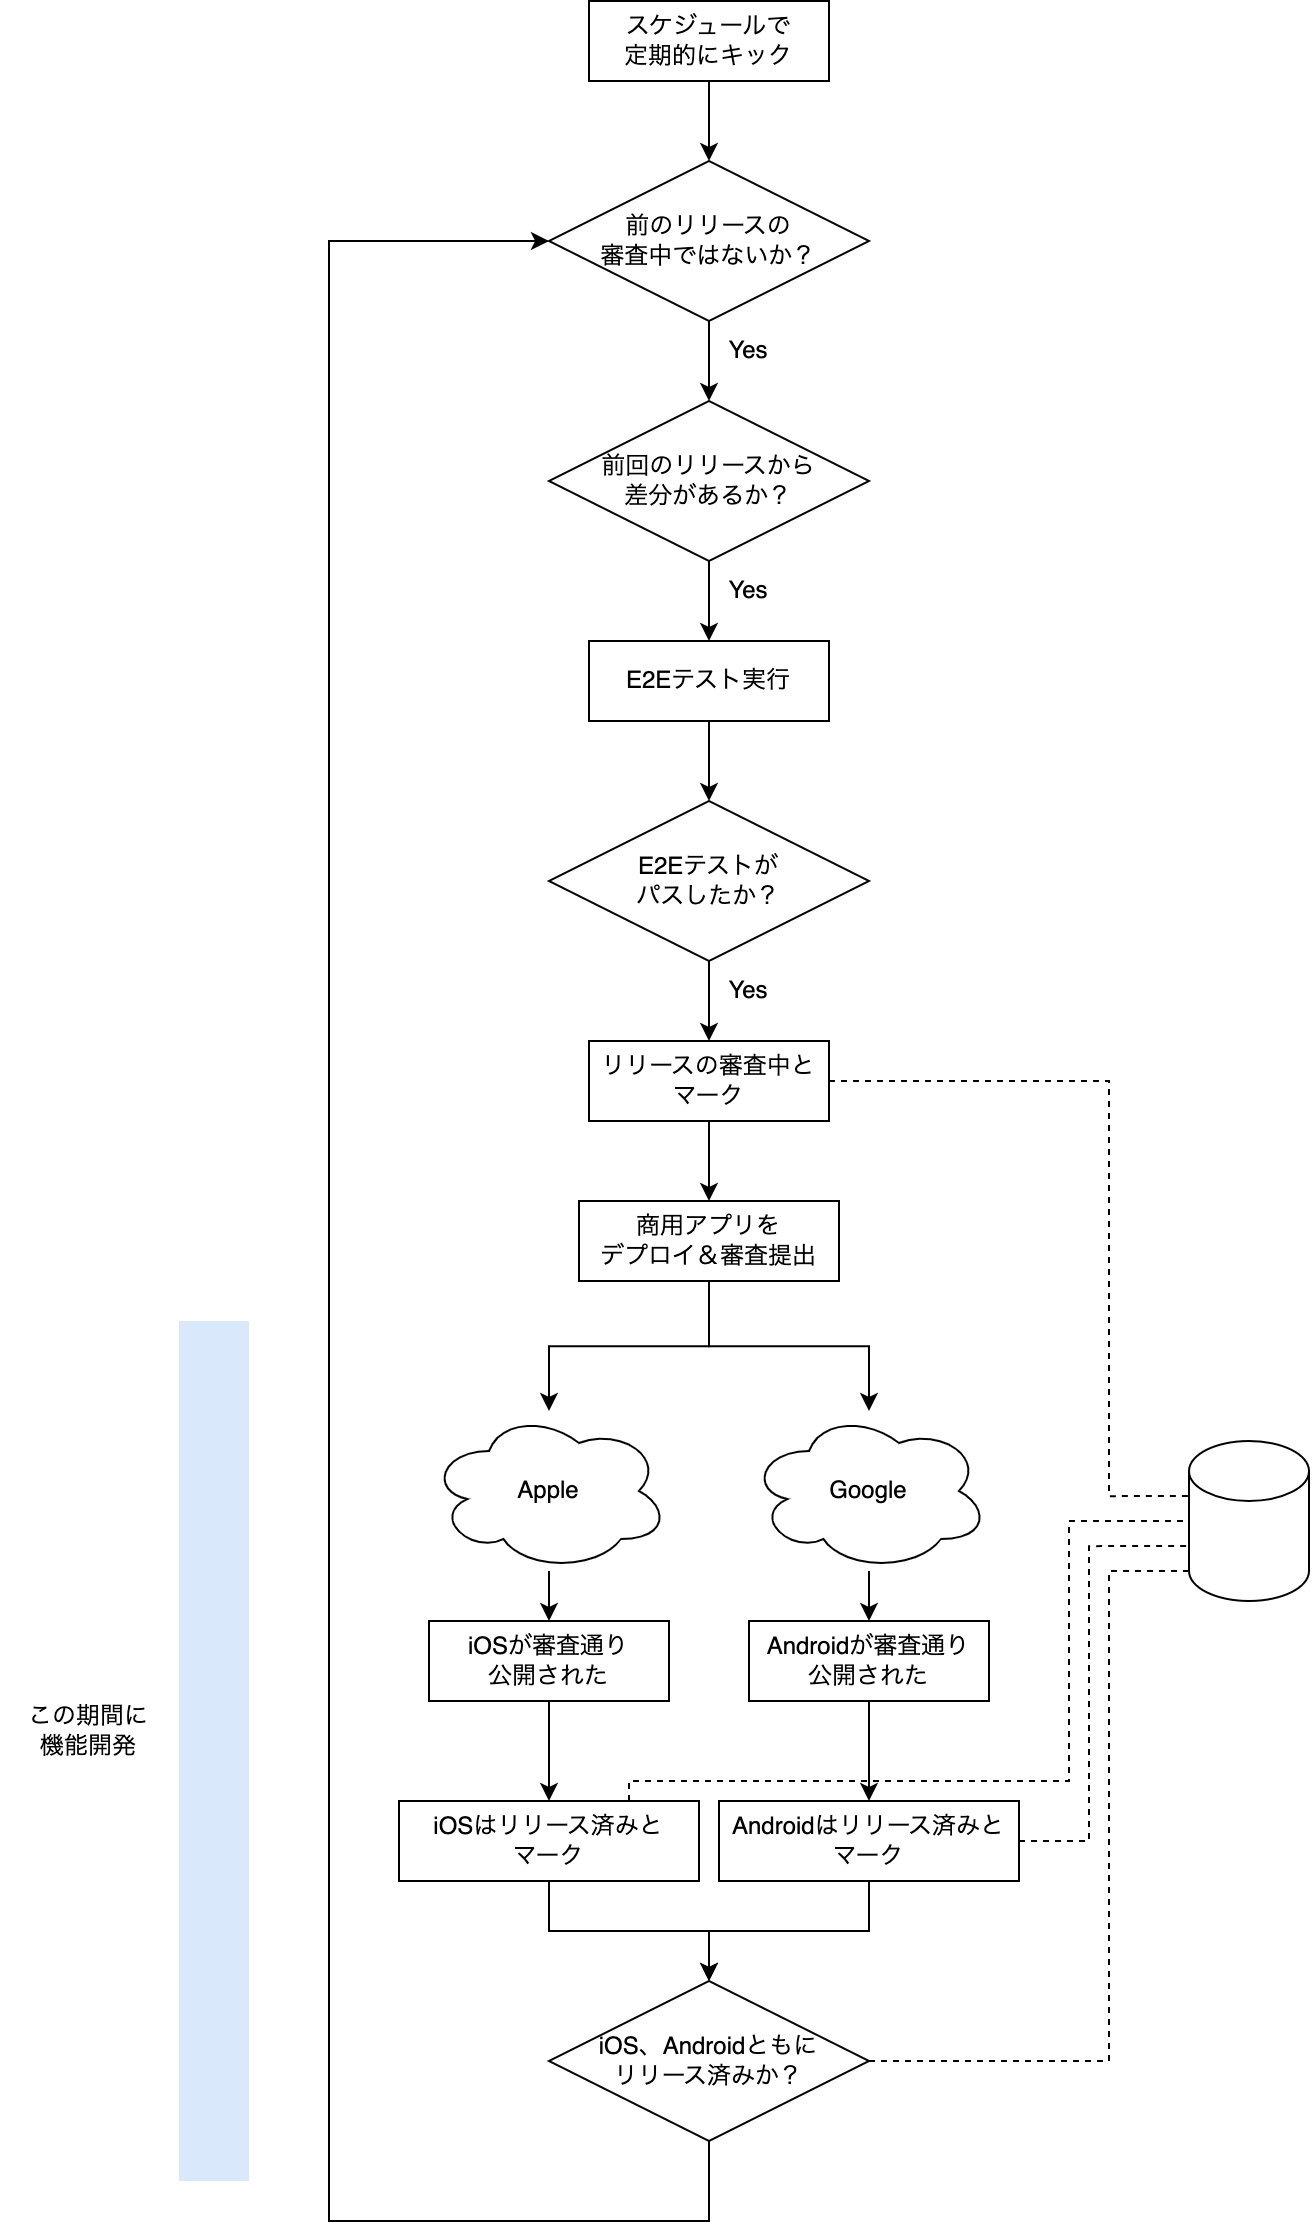 スケジュールで
定期的にキック
前のリリースの
審査中ではないか？
Yes
前回のリリースから
差分があるか？
Yes
E2Eテスト実行
E2Eテストが
パスしたか？
Yes
リリースの審査中と
マーク
商用アプリを
デプロイ＆審査提出
Apple
Google
iOSが審査通り
公開された
Androidが審査通り
公開された
この期間に
機能開発
iOSはリリース済みと
マーク
Androidはリリース済みと
マーク
iOS、Androidともに
リリース済みか？